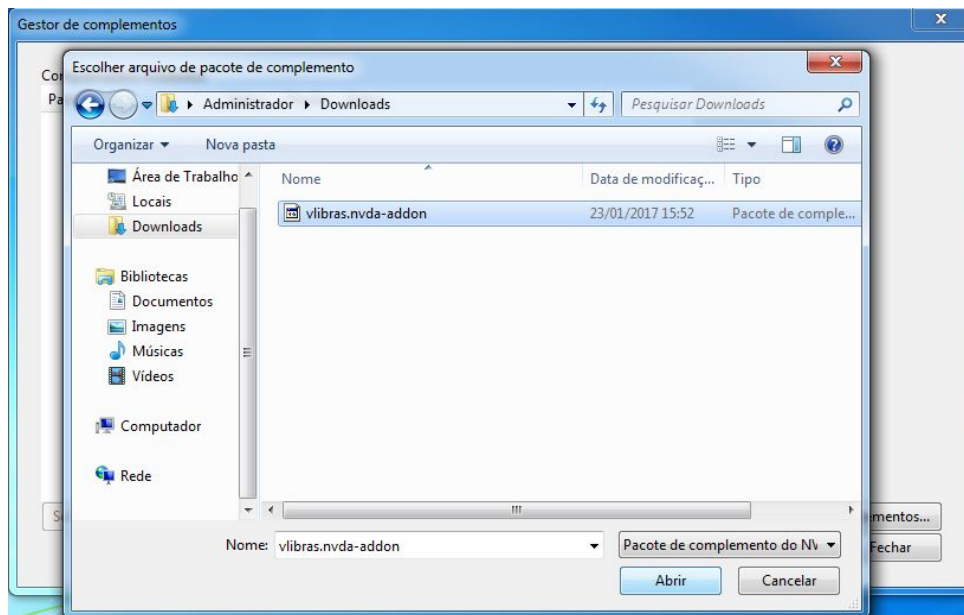 Gestor de complementos
Escolher arquivo de pacote de complemento
Administrador Downloads
Pesquisar Downloads
Organizar Nova pasta
Área de Trabalho
Locais
Downloads
Bibliotecas
Documentos
Imagens
Músicas
Vídeos
Computador
Rede
Nome Data de modificaç... Tipo
vlibras.nvda-addon 23/01/2017 15:52 Pacote de comple...
Nome: vlibras.nvda-addon Pacote de complemento do NV
Abrir Cancelar
mentos...
Fechar